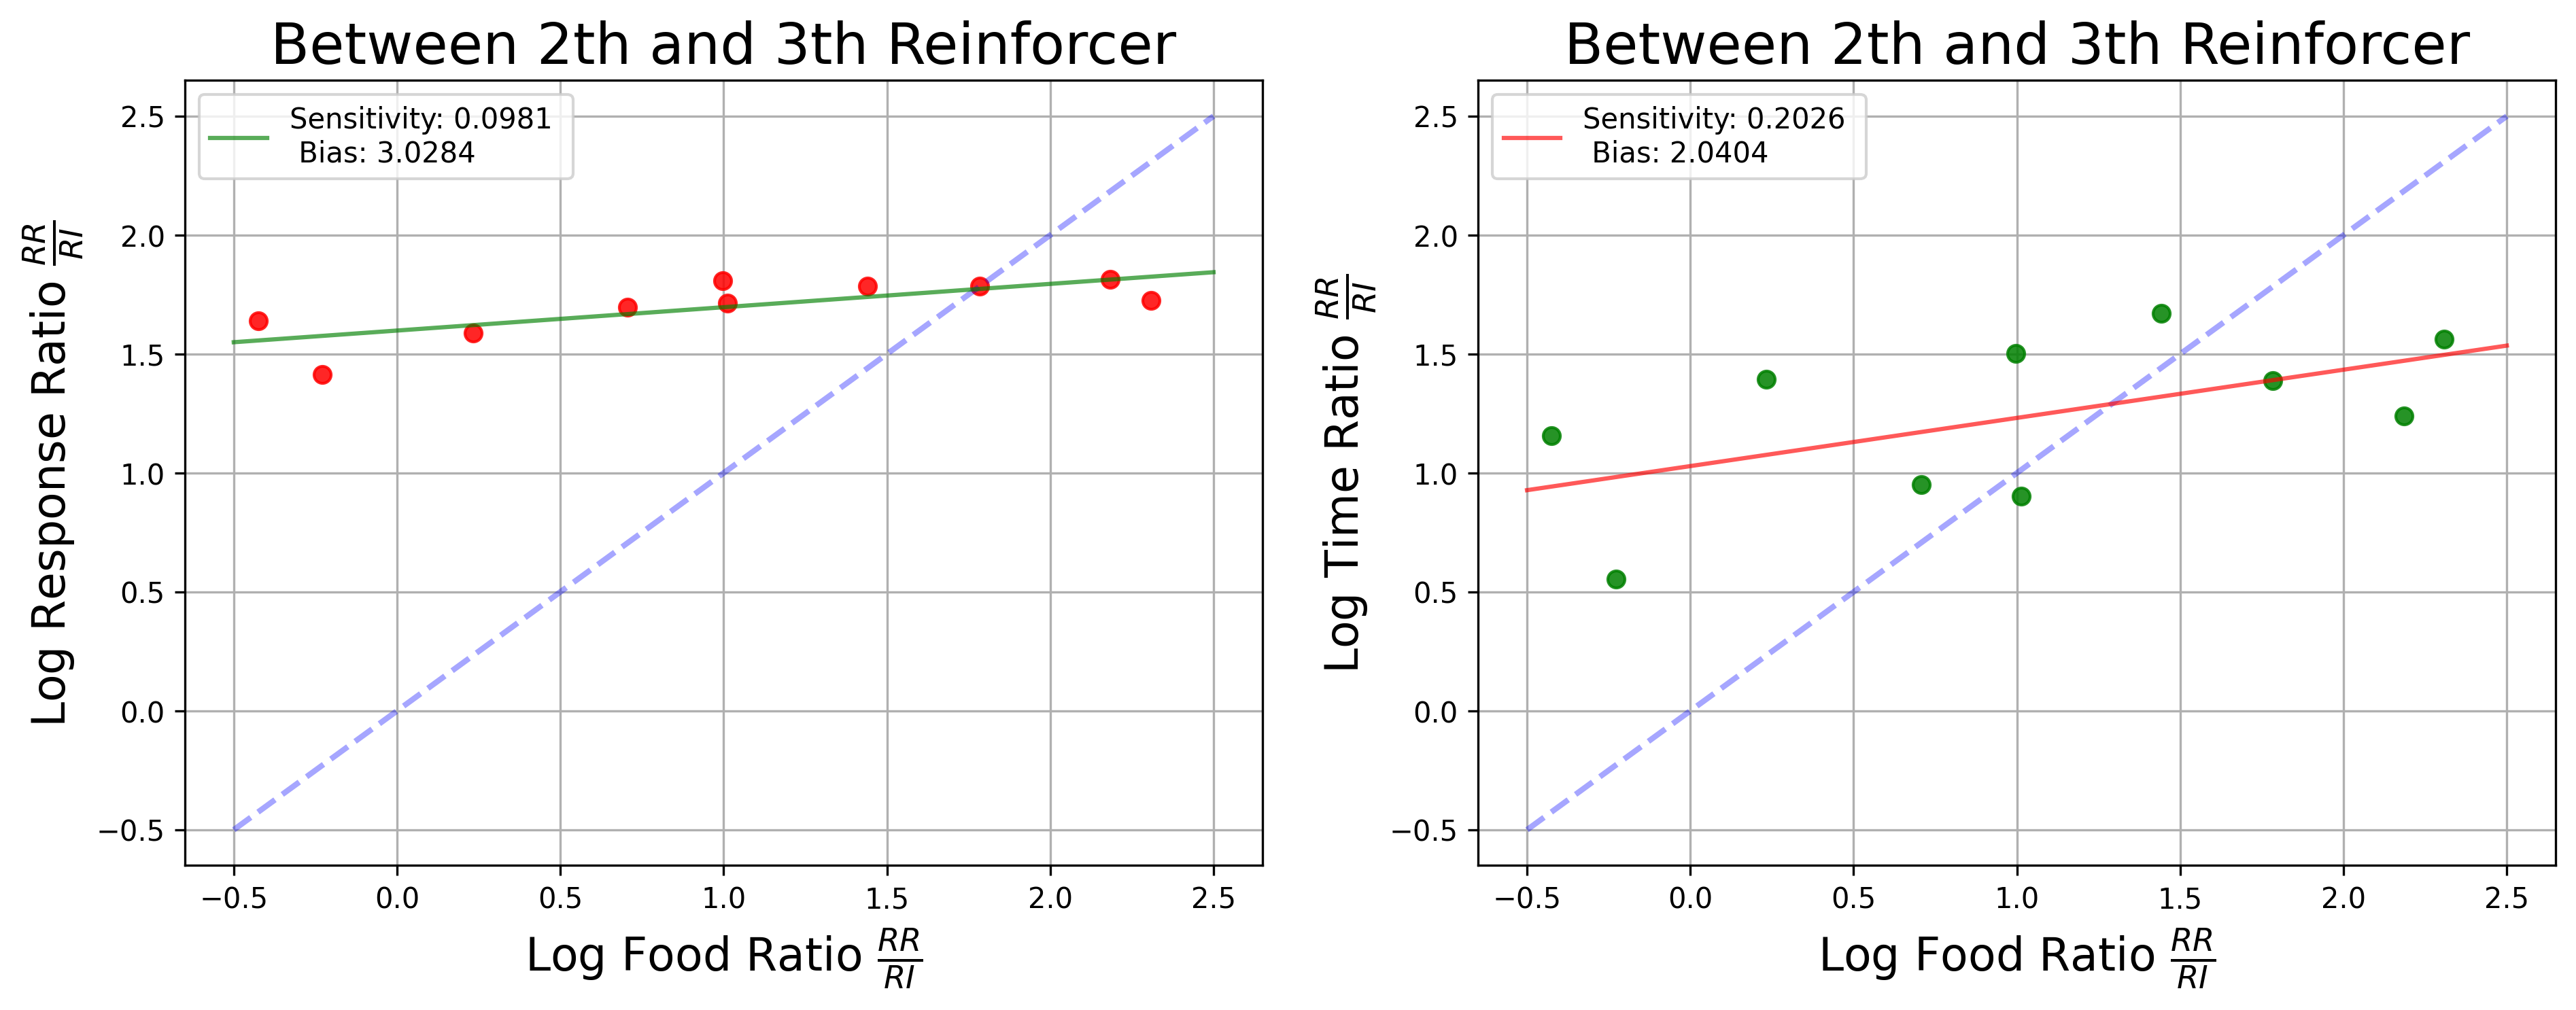 Between 2th and 3th Reinforcer
Sensitivity: 0.0981
Bias: 3.0284
Log Response Ratio RR/RI
2.5
2.0
1.5
1.0
0.5
0.0
−0.5
−0.5 0.0 0.5 1.0 1.5 2.0 2.5
Log Food Ratio RR/RI
Between 2th and 3th Reinforcer
Sensitivity: 0.2026
Bias: 2.0404
Log Time Ratio RR/RI
2.5
2.0
1.5
1.0
0.5
0.0
−0.5
−0.5 0.0 0.5 1.0 1.5 2.0 2.5
Log Food Ratio RR/RI